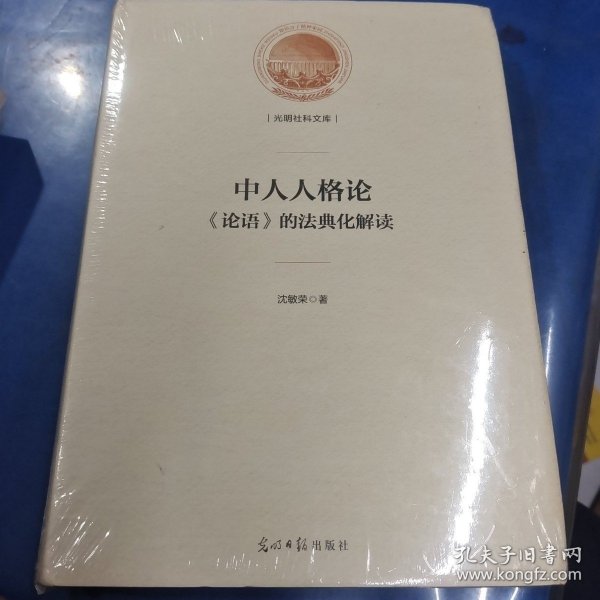 |光明社科文库|
中人人格论
《论语》的法典化解读
沈敏荣◎著
光明日报出版社
孔夫子旧书网
www.kongfz.com